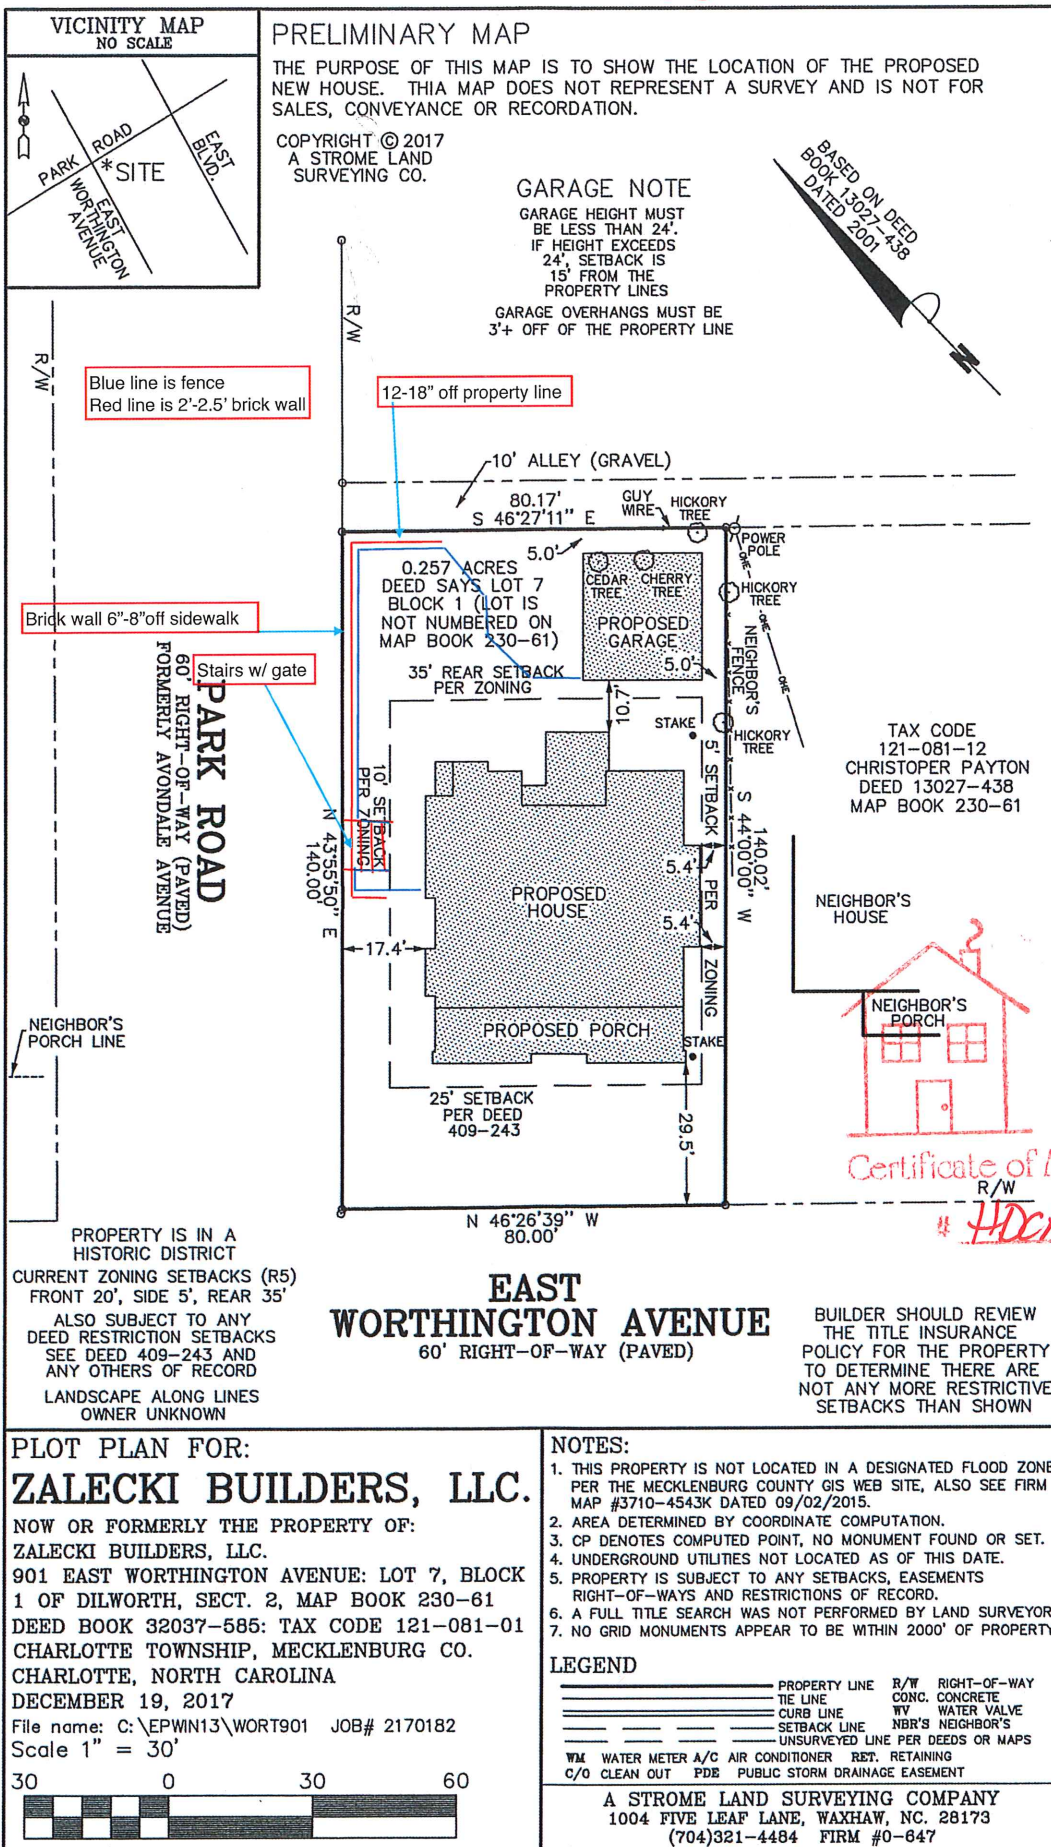 VICINITY MAP
NO SCALE
PARK ROAD
*SITE
EAST BLVD.
EAST
WORTHINGTON
AVENUE
PRELIMINARY MAP
THE PURPOSE OF THIS MAP IS TO SHOW THE LOCATION OF THE PROPOSED
NEW HOUSE. THIA MAP DOES NOT REPRESENT A SURVEY AND IS NOT FOR
SALES, CONVEYANCE OR RECORDATION.
COPYRIGHT © 2017
A STROME LAND
SURVEYING CO.
GARAGE NOTE
GARAGE HEIGHT MUST
BE LESS THAN 24'.
IF HEIGHT EXCEEDS
24', SETBACK IS
15' FROM THE
PROPERTY LINES
GARAGE OVERHANGS MUST BE
3'+ OFF OF THE PROPERTY LINE
BASED ON DEED
BOOK 13027-438
DATED 2001
N
R/W
R/W
Blue line is fence
Red line is 2'-2.5' brick wall
12-18" off property line
10' ALLEY (GRAVEL)
80.17'
S 46°27'11" E
GUY
WIRE
HICKORY
TREE
POWER
POLE
5.0'
0.257 ACRES
DEED SAYS LOT 7
BLOCK 1 (LOT IS
NOT NUMBERED ON
MAP BOOK 230-61)
CEDAR
TREE
CHERRY
TREE
PROPOSED
GARAGE
HICKORY
TREE
OHE
OHE
OHE
NEIGHBOR'S
FENCE
Brick wall 6"-8"off sidewalk
Stairs w/ gate
35' REAR SETBACK
PER ZONING
5.0'
10.7'
STAKE
HICKORY
TREE
PARK ROAD
60' RIGHT-OF-WAY (PAVED)
FORMERLY AVONDALE AVENUE
TAX CODE
121-081-12
CHRISTOPER PAYTON
DEED 13027-438
MAP BOOK 230-61
10' SETBACK
PER ZONING
N 43°55'50" E
140.00'
5' SETBACK PER ZONING
140.02'
S 44°00'00" W
5.4'
PROPOSED
HOUSE
NEIGHBOR'S
HOUSE
5.4'
17.4'
NEIGHBOR'S
PORCH
NEIGHBOR'S
PORCH LINE
PROPOSED PORCH
STAKE
25' SETBACK
PER DEED
409-243
29.5'
Certificate of
R/W
# HDC
N 46°26'39" W
80.00'
PROPERTY IS IN A
HISTORIC DISTRICT
CURRENT ZONING SETBACKS (R5)
FRONT 20', SIDE 5', REAR 35'
ALSO SUBJECT TO ANY
DEED RESTRICTION SETBACKS
SEE DEED 409-243 AND
ANY OTHERS OF RECORD
LANDSCAPE ALONG LINES
OWNER UNKNOWN
EAST
WORTHINGTON AVENUE
60' RIGHT-OF-WAY (PAVED)
BUILDER SHOULD REVIEW
THE TITLE INSURANCE
POLICY FOR THE PROPERTY
TO DETERMINE THERE ARE
NOT ANY MORE RESTRICTIVE
SETBACKS THAN SHOWN
PLOT PLAN FOR:
ZALECKI BUILDERS, LLC.
NOW OR FORMERLY THE PROPERTY OF:
ZALECKI BUILDERS, LLC.
901 EAST WORTHINGTON AVENUE: LOT 7, BLOCK
1 OF DILWORTH, SECT. 2, MAP BOOK 230-61
DEED BOOK 32037-585: TAX CODE 121-081-01
CHARLOTTE TOWNSHIP, MECKLENBURG CO.
CHARLOTTE, NORTH CAROLINA
DECEMBER 19, 2017
File name: C:\EPWIN13\WORT901 JOB# 2170182
Scale 1" = 30'
30 0 30 60
NOTES:
1. THIS PROPERTY IS NOT LOCATED IN A DESIGNATED FLOOD ZONE
PER THE MECKLENBURG COUNTY GIS WEB SITE, ALSO SEE FIRM
MAP #3710-4543K DATED 09/02/2015.
2. AREA DETERMINED BY COORDINATE COMPUTATION.
3. CP DENOTES COMPUTED POINT, NO MONUMENT FOUND OR SET.
4. UNDERGROUND UTILITIES NOT LOCATED AS OF THIS DATE.
5. PROPERTY IS SUBJECT TO ANY SETBACKS, EASEMENTS
RIGHT-OF-WAYS AND RESTRICTIONS OF RECORD.
6. A FULL TITLE SEARCH WAS NOT PERFORMED BY LAND SURVEYOR
7. NO GRID MONUMENTS APPEAR TO BE WITHIN 2000' OF PROPERTY
LEGEND
PROPERTY LINE R/W RIGHT-OF-WAY
TIE LINE CONC. CONCRETE
CURB LINE WV WATER VALVE
SETBACK LINE NBR'S NEIGHBOR'S
UNSURVEYED LINE PER DEEDS OR MAPS
WM WATER METER A/C AIR CONDITIONER RET. RETAINING
C/O CLEAN OUT PDE PUBLIC STORM DRAINAGE EASEMENT
A STROME LAND SURVEYING COMPANY
1004 FIVE LEAF LANE, WAXHAW, NC. 28173
(704)321-4484 FIRM #0-647